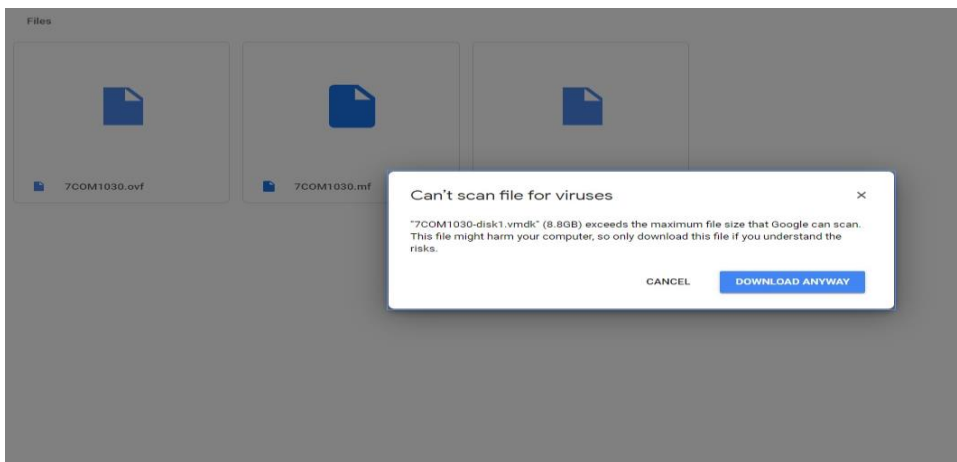 Files
7COM1030.ovf
7COM1030.mf
Can't scan file for viruses
"7COM1030-disk1.vmdk" (8.8GB) exceeds the maximum file size that Google can scan.
This file might harm your computer, so only download this file if you understand the
risks.
CANCEL
DOWNLOAD ANYWAY